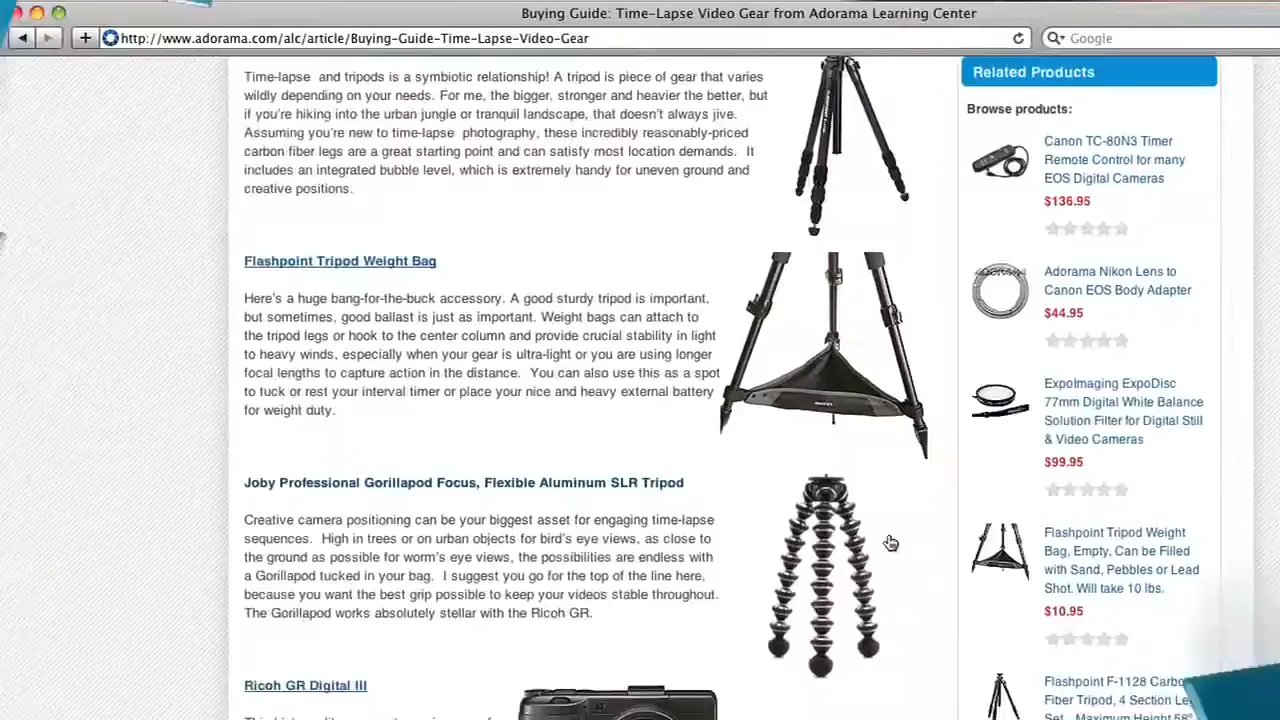 Buying Guide: Time-Lapse Video Gear from Adorama Learning Center
http://www.adorama.com/alc/article/Buying-Guide-Time-Lapse-Video-Gear
Google
Time-lapse and tripods is a symbiotic relationship! A tripod is piece of gear that varies
wildly depending on your needs. For me, the bigger, stronger and heavier the better, but
if you're hiking into the urban jungle or tranquil landscape, that doesn't always jive.
Assuming you're new to time-lapse photography, these incredibly reasonably-priced
carbon fiber legs are a great starting point and can satisfy most location demands. It
includes an integrated bubble level, which is extremely handy for uneven ground and
creative positions.
Flashpoint Tripod Weight Bag
Here's a huge bang-for-the-buck accessory. A good sturdy tripod is important,
but sometimes, good ballast is just as important. Weight bags can attach to
the tripod legs or hook to the center column and provide crucial stability in light
to heavy winds, especially when your gear is ultra-light or you are using longer
focal lengths to capture action in the distance. You can also use this as a spot
to tuck or rest your interval timer or place your nice and heavy external battery
for weight duty.
Joby Professional Gorillapod Focus, Flexible Aluminum SLR Tripod
Creative camera positioning can be your biggest asset for engaging time-lapse
sequences. High in trees or on urban objects for bird's eye views, as close to
the ground as possible for worm's eye views, the possibilities are endless with
a Gorillapod tucked in your bag. I suggest you go for the top of the line here,
because you want the best grip possible to keep your videos stable throughout.
The Gorillapod works absolutely stellar with the Ricoh GR.
Ricoh GR Digital III
Related Products
Browse products:
Canon TC-80N3 Timer
Remote Control for many
EOS Digital Cameras
$136.95
Adorama Nikon Lens to
Canon EOS Body Adapter
$44.95
ExpoImaging ExpoDisc
77mm Digital White Balance
Solution Filter for Digital Still
& Video Cameras
$99.95
Flashpoint Tripod Weight
Bag, Empty, Can be Filled
with Sand, Pebbles or Lead
Shot. Will take 10 lbs.
$10.95
Flashpoint F-1128 Carbo
Fiber Tripod, 4 Section Le
Set - Maximum Height 58"